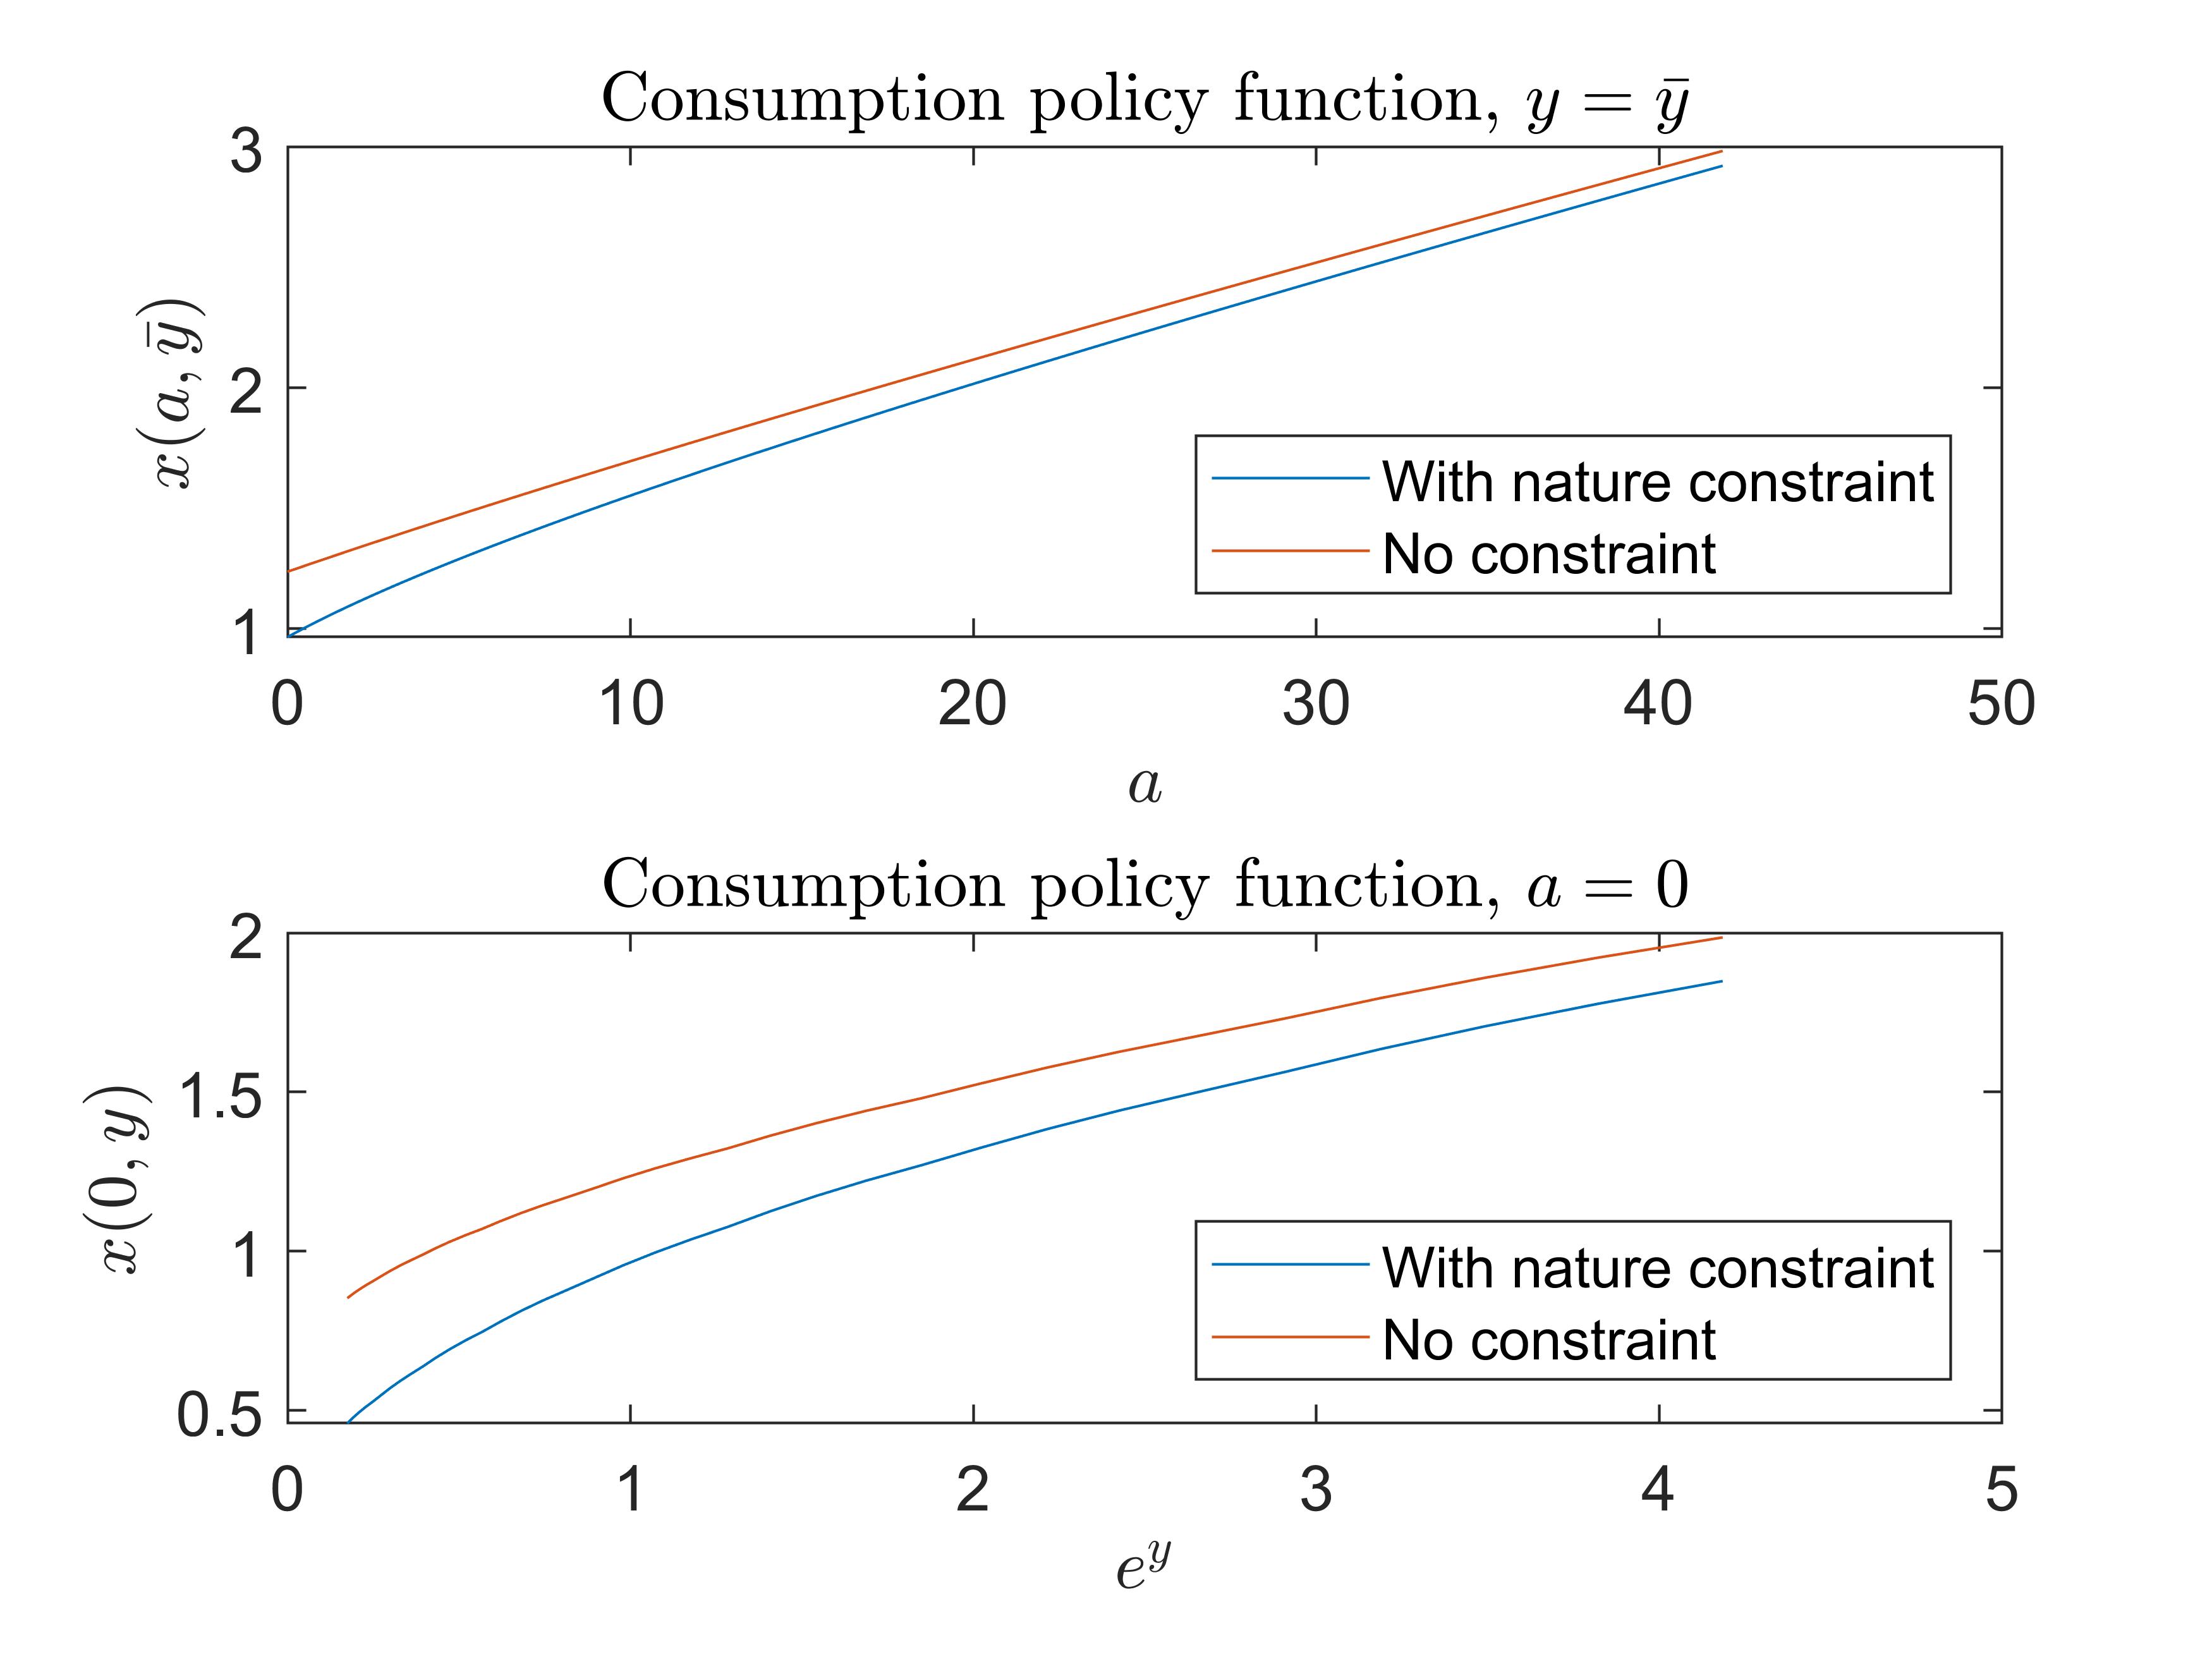 Consumption policy function, y = ȳ
x(a, ȳ)
3
2
1
With nature constraint
No constraint
0 10 20 30 40 50
a
Consumption policy function, a = 0
x(0, y)
2
1.5
1
0.5
With nature constraint
No constraint
0 1 2 3 4 5
e^y